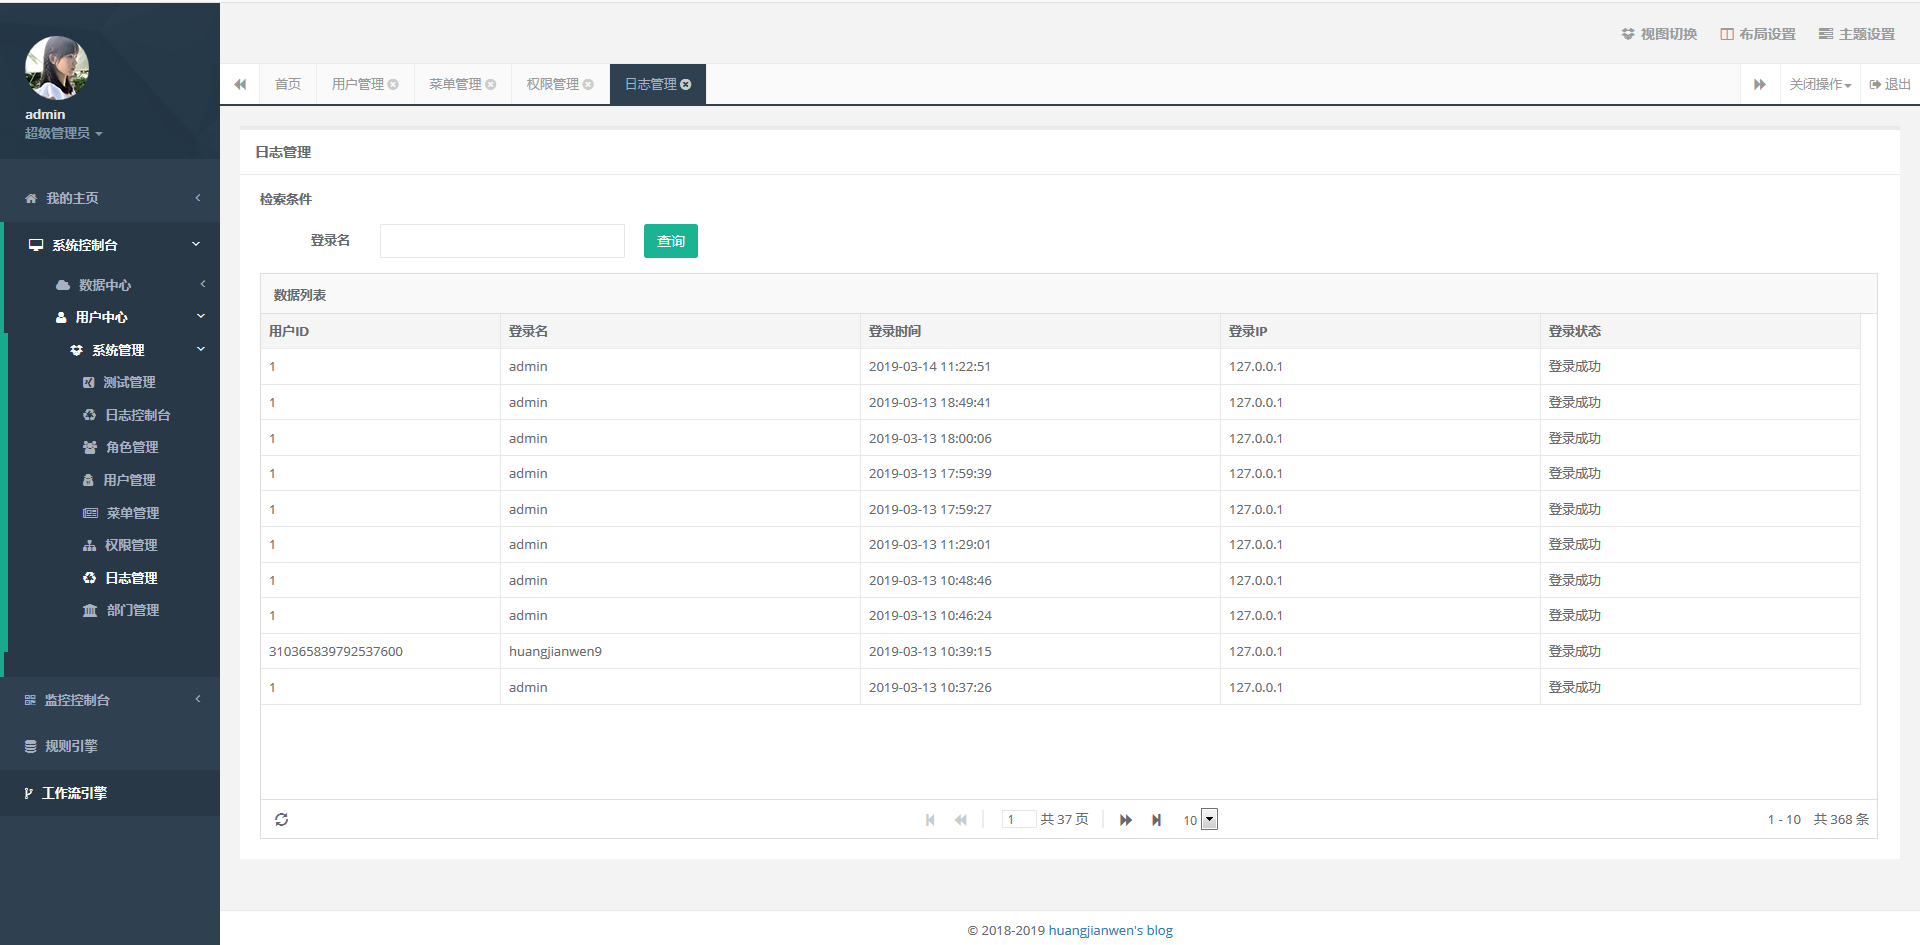 admin
超级管理员
我的主页
系统控制台
数据中心
用户中心
系统管理
测试管理
日志控制台
角色管理
用户管理
菜单管理
权限管理
日志管理
部门管理
监控控制台
规则引擎
工作流引擎
视图切换 布局设置 主题设置
首页 用户管理 菜单管理 权限管理 日志管理 关闭操作 退出
日志管理
检索条件
登录名 查询
数据列表
用户ID 登录名 登录时间 登录IP 登录状态
1 admin 2019-03-14 11:22:51 127.0.0.1 登录成功
1 admin 2019-03-13 18:49:41 127.0.0.1 登录成功
1 admin 2019-03-13 18:00:06 127.0.0.1 登录成功
1 admin 2019-03-13 17:59:39 127.0.0.1 登录成功
1 admin 2019-03-13 17:59:27 127.0.0.1 登录成功
1 admin 2019-03-13 11:29:01 127.0.0.1 登录成功
1 admin 2019-03-13 10:48:46 127.0.0.1 登录成功
1 admin 2019-03-13 10:46:24 127.0.0.1 登录成功
310365839792537600 huangjianwen9 2019-03-13 10:39:15 127.0.0.1 登录成功
1 admin 2019-03-13 10:37:26 127.0.0.1 登录成功
1 共 37 页 10 1 - 10 共 368 条
© 2018-2019 huangjianwen's blog